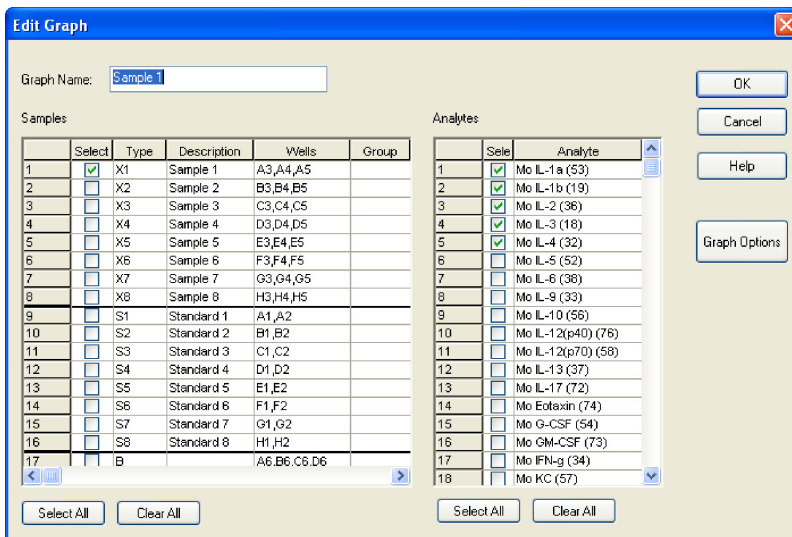 Edit Graph
Graph Name: Sample 1
OK
Samples Analytes Cancel
Select Type Description Wells Group
1 X1 Sample 1 A3,A4,A5
2 X2 Sample 2 B3,B4,B5
3 X3 Sample 3 C3,C4,C5
4 X4 Sample 4 D3,D4,D5
5 X5 Sample 5 E3,E4,E5
6 X6 Sample 6 F3,F4,F5
7 X7 Sample 7 G3,G4,G5
8 X8 Sample 8 H3,H4,H5
9 S1 Standard 1 A1,A2
10 S2 Standard 2 B1,B2
11 S3 Standard 3 C1,C2
12 S4 Standard 4 D1,D2
13 S5 Standard 5 E1,E2
14 S6 Standard 6 F1,F2
15 S7 Standard 7 G1,G2
16 S8 Standard 8 H1,H2
17 B A6,B6,C6,D6
Select All Clear All
Sele Analyte
1 Mo IL-1a (53)
2 Mo IL-1b (19)
3 Mo IL-2 (36)
4 Mo IL-3 (18)
5 Mo IL-4 (32)
6 Mo IL-5 (52)
7 Mo IL-6 (38)
8 Mo IL-9 (33)
9 Mo IL-10 (56)
10 Mo IL-12(p40) (76)
11 Mo IL-12(p70) (58)
12 Mo IL-13 (37)
13 Mo IL-17 (72)
14 Mo Eotaxin (74)
15 Mo G-CSF (54)
16 Mo GM-CSF (73)
17 Mo IFN-g (34)
18 Mo KC (57)
Select All Clear All
Help
Graph Options